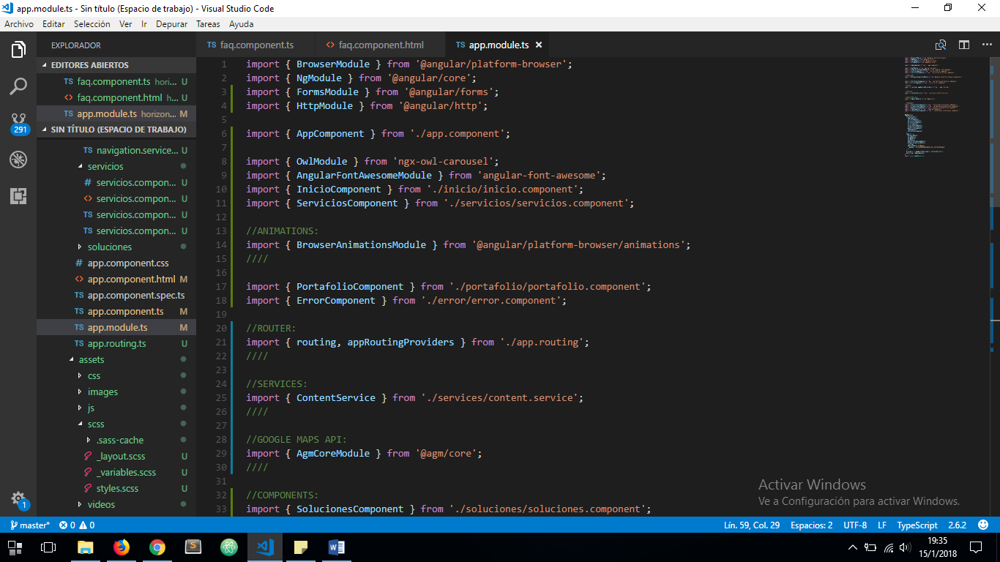 app.module.ts - Sin título (Espacio de trabajo) - Visual Studio Code
Archivo Editar Selección Ver Ir Depurar Tareas Ayuda
EXPLORADOR
EDITORES ABIERTOS
TS faq.component.ts hori... U
<> faq.component.html h... U
TS app.module.ts horizon... M
SIN TÍTULO (ESPACIO DE TRABAJO)
TS navigation.service... U
servicios
# servicios.compon... U
<> servicios.compon... U
TS servicios.compon... U
TS servicios.compon... U
soluciones
# app.component.css
<> app.component.html M
TS app.component.spec.ts
TS app.component.ts M
TS app.module.ts M
TS app.routing.ts U
assets
css
images
js
scss
.sass-cache
_layout.scss U
_variables.scss U
styles.scss U
videos
291
1
TS faq.component.ts <> faq.component.html TS app.module.ts ×
1 import { BrowserModule } from '@angular/platform-browser';
2 import { NgModule } from '@angular/core';
3 import { FormsModule } from '@angular/forms';
4 import { HttpModule } from '@angular/http';
5
6 import { AppComponent } from './app.component';
7
8 import { OwlModule } from 'ngx-owl-carousel';
9 import { AngularFontAwesomeModule } from 'angular-font-awesome';
10 import { InicioComponent } from './inicio/inicio.component';
11 import { ServiciosComponent } from './servicios/servicios.component';
12
13 //ANIMATIONS:
14 import { BrowserAnimationsModule } from '@angular/platform-browser/animations';
15 ////
16
17 import { PortafolioComponent } from './portafolio/portafolio.component';
18 import { ErrorComponent } from './error/error.component';
19
20 //ROUTER:
21 import { routing, appRoutingProviders } from './app.routing';
22 ////
23
24 //SERVICES:
25 import { ContentService } from './services/content.service';
26 ////
27
28 //GOOGLE MAPS API:
29 import { AgmCoreModule } from '@agm/core';
30 ////
31
32 //COMPONENTS:
33 import { SolucionesComponent } from './soluciones/soluciones.component';
Activar Windows
Ve a Configuración para activar Windows.
master* 0 0 Lín. 59, Col. 29 Espacios: 2 UTF-8 LF TypeScript 2.6.2
19:35
15/1/2018